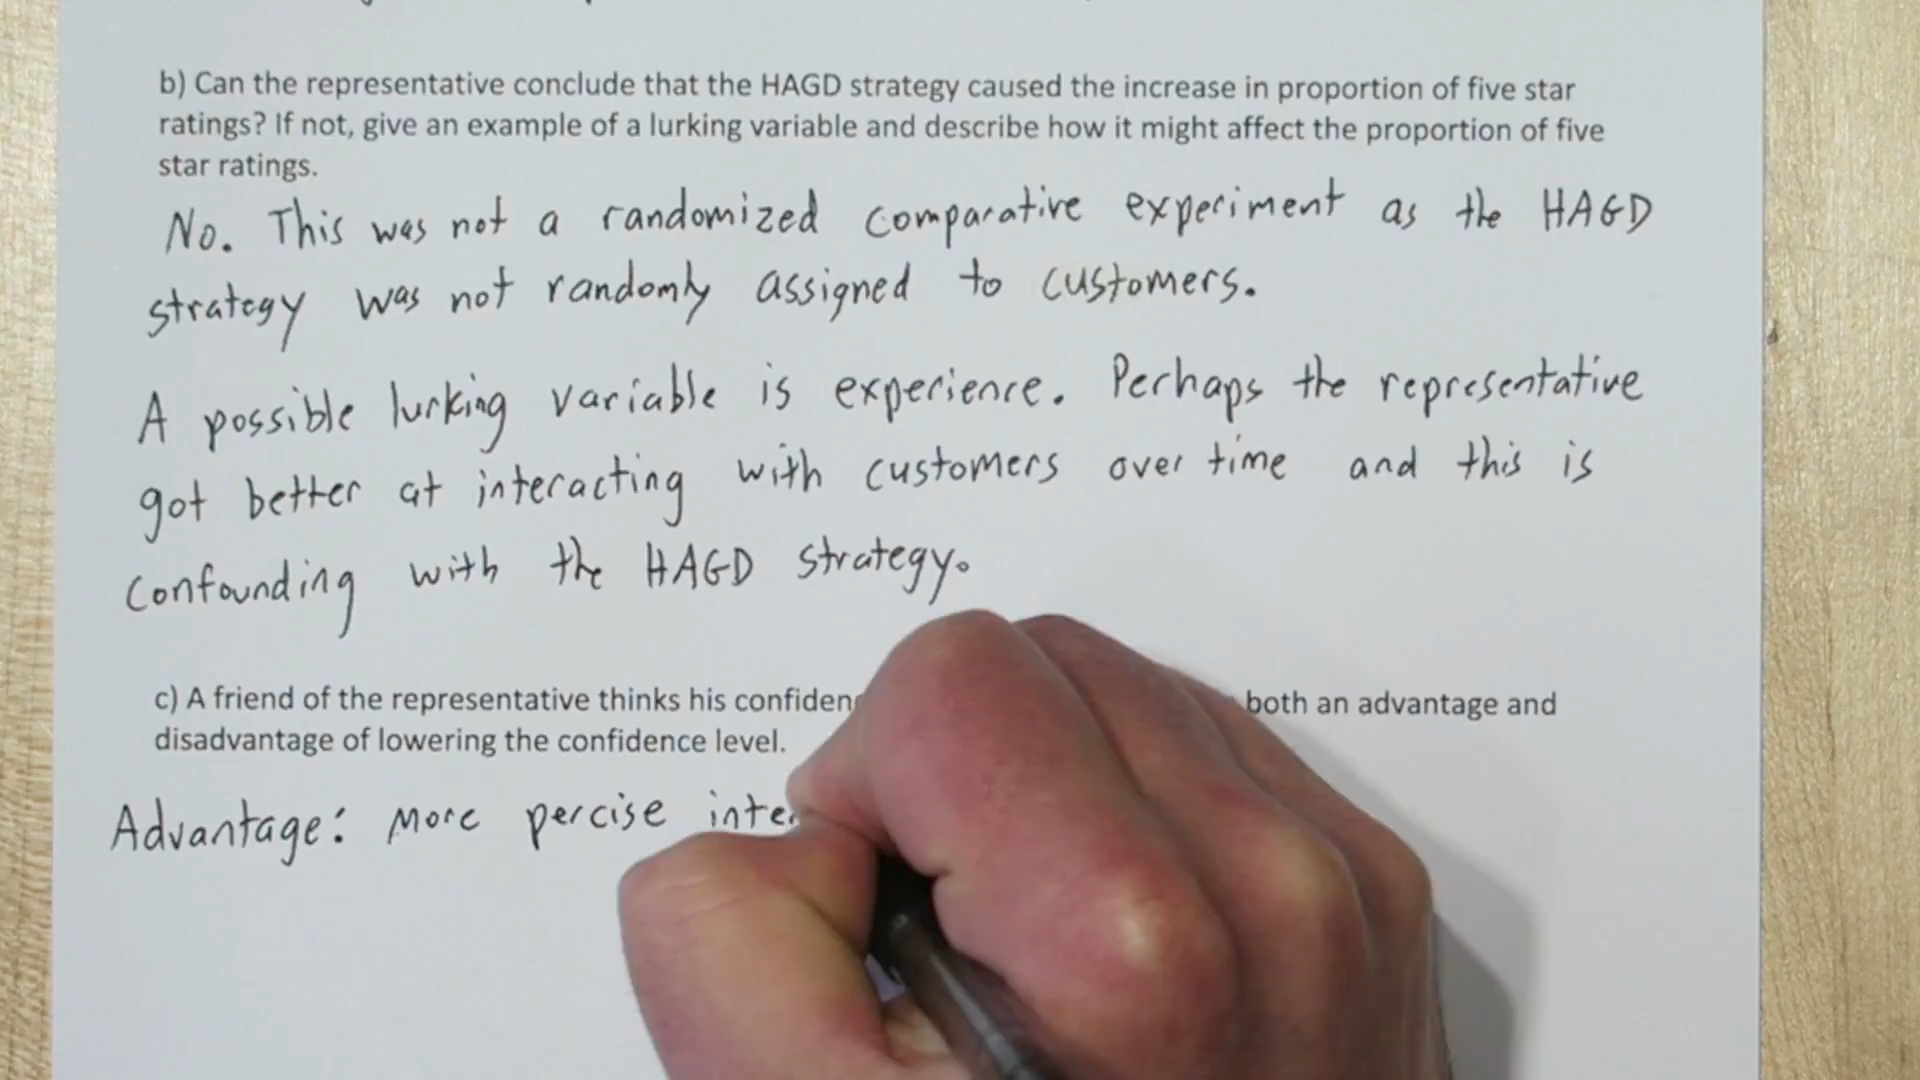 b) Can the representative conclude that the HAGD strategy caused the increase in proportion of five star
ratings? If not, give an example of a lurking variable and describe how it might affect the proportion of five
star ratings.
No. This was not a randomized comparative experiment as the HAGD
strategy was not randomly assigned to customers.
A possible lurking variable is experience. Perhaps the representative
got better at interacting with customers over time and this is
confounding with the HAGD strategy.
c) A friend of the representative thinks his both an advantage and
disadvantage of lowering the confidence level.
Advantage: More percise